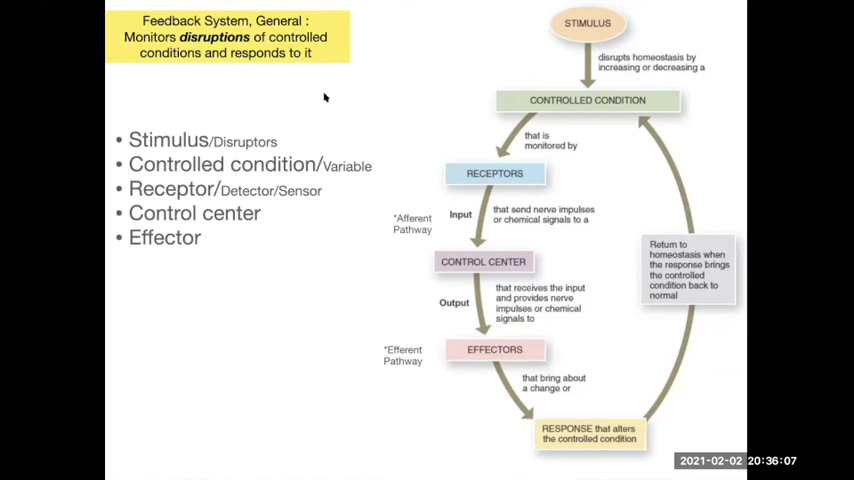 Feedback System, General :
Monitors disruptions of controlled
conditions and responds to it
• Stimulus/Disruptors
• Controlled condition/Variable
• Receptor/Detector/Sensor
• Control center
• Effector
STIMULUS
disrupts homeostasis by
increasing or decreasing a
CONTROLLED CONDITION
that is
monitored by
RECEPTORS
*Afferent
Pathway
Input
that send nerve impulses
or chemical signals to a
CONTROL CENTER
Output
that receives the input
and provides nerve
impulses or chemical
signals to
*Efferent
Pathway
EFFECTORS
that bring about
a change or
RESPONSE that alters
the controlled condition
Return to
homeostasis when
the response brings
the controlled
condition back to
normal
2021-02-02 20:36:07